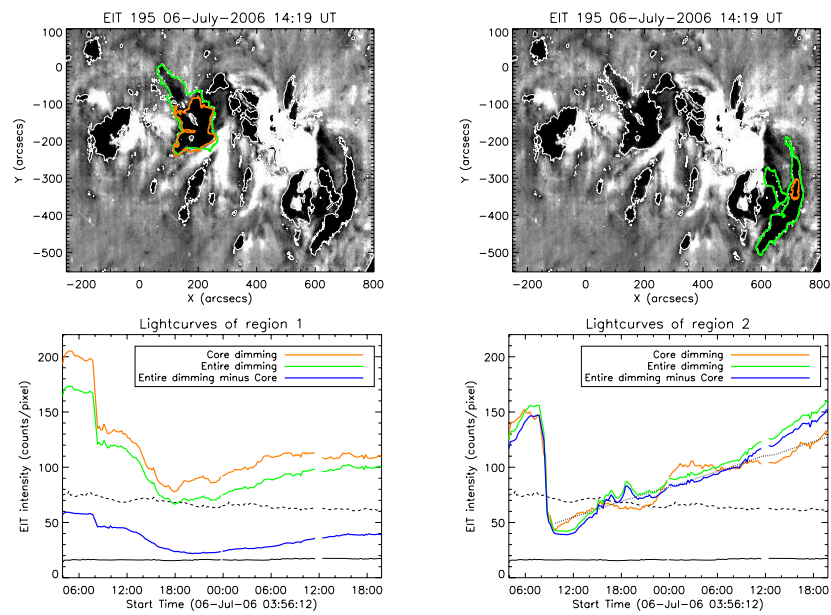 EIT 195 06-July-2006 14:19 UT
100
0
-100
-200
-300
-400
-500
Y (arcsecs)
-200 0 200 400 600 800
X (arcsecs)
EIT 195 06-July-2006 14:19 UT
100
0
-100
-200
-300
-400
-500
Y (arcsecs)
-200 0 200 400 600 800
X (arcsecs)
Lightcurves of region 1
Core dimming
Entire dimming
Entire dimming minus Core
200
150
100
50
0
EIT intensity (counts/pixel)
06:00 12:00 18:00 00:00 06:00 12:00 18:00
Start Time (06-Jul-06 03:56:12)
Lightcurves of region 2
Core dimming
Entire dimming
Entire dimming minus Core
200
150
100
50
0
EIT intensity (counts/pixel)
06:00 12:00 18:00 00:00 06:00 12:00 18:00
Start Time (06-Jul-06 03:56:12)